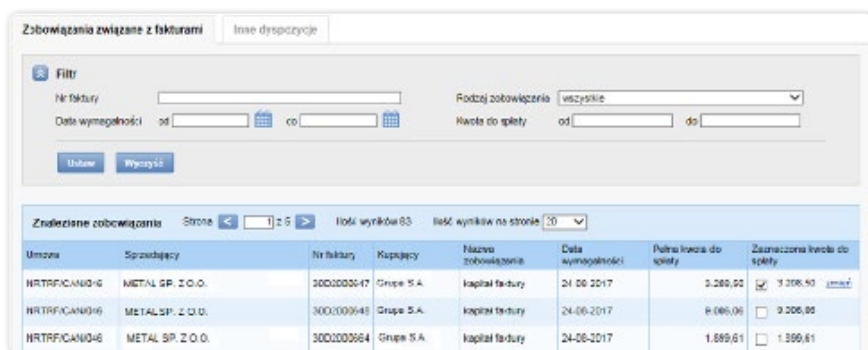 Zobowiązania związane z fakturami Inne dyspozycje
Filtr
Nr faktury Rodzaj zobowiązania wszystkie
Data wymagalności od do Kwota do spłaty od do
Ustaw Wyczyść
Znalezione zobowiązania Strona < 1 z 5 > Ilość wyników 83 Ilość wyników na stronie 20
Umowa Sprzedający Nr faktury Kupujący Nazwa zobowiązania Data wymagalności Pełna kwota do spłaty Zaznaczona kwota do spłaty
METAL SP. Z O.O. Grupa S.A. kapitał faktury 24-08-2017 zmień
METAL SP. Z O.O. Grupa S.A. kapitał faktury 24-08-2017
METAL SP. Z O.O. Grupa S.A. kapitał faktury 24-08-2017 1.899,61 1.899,61